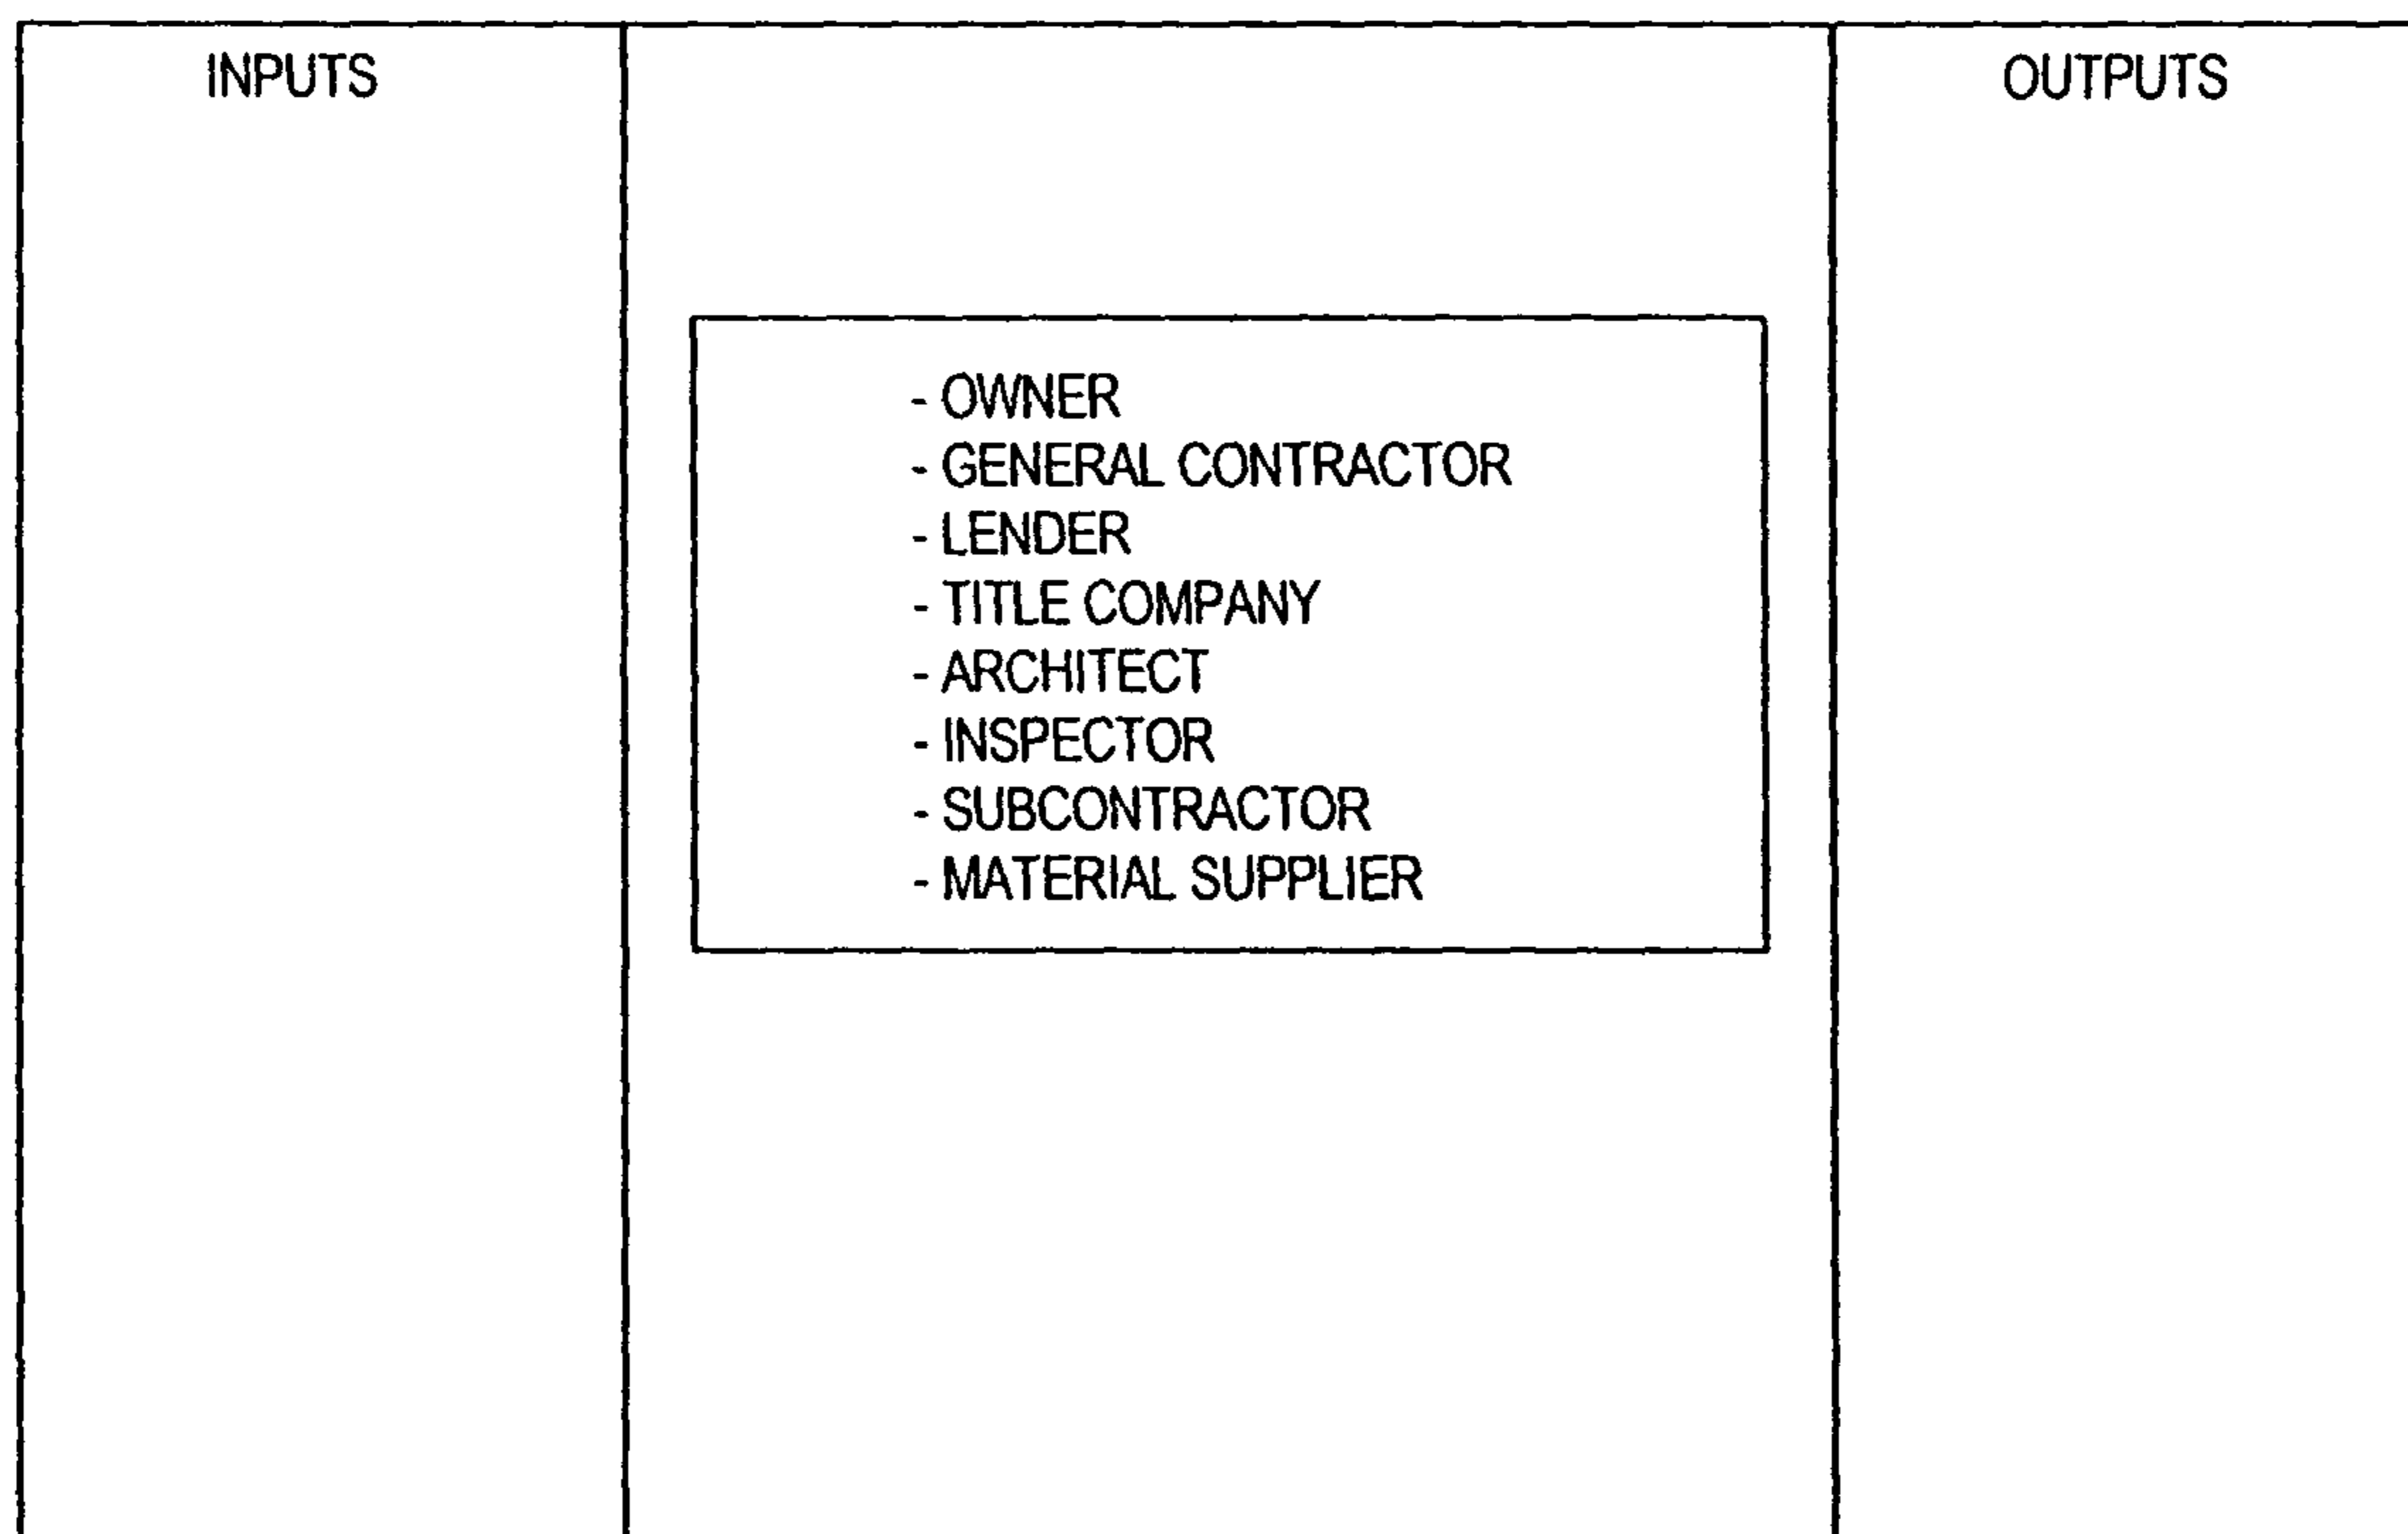 INPUTS
OUTPUTS
- OWNER
- GENERAL CONTRACTOR
- LENDER
- TITLE COMPANY
- ARCHITECT
- INSPECTOR
- SUBCONTRACTOR
- MATERIAL SUPPLIER